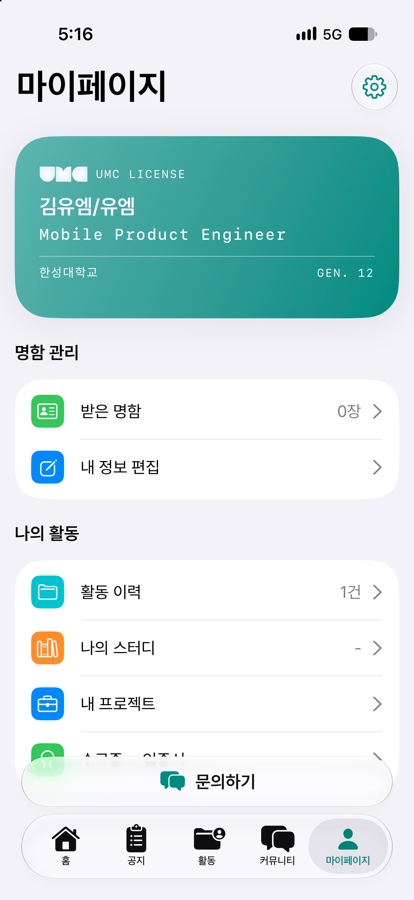 5:16
5G
마이페이지
UMC UMC LICENSE
김유엠/유엠
Mobile Product Engineer
한성대학교
GEN. 12
명함 관리
받은 명함
0장
내 정보 편집
나의 활동
활동 이력
1건
나의 스터디
-
내 프로젝트
문의하기
홈
공지
활동
커뮤니티
마이페이지